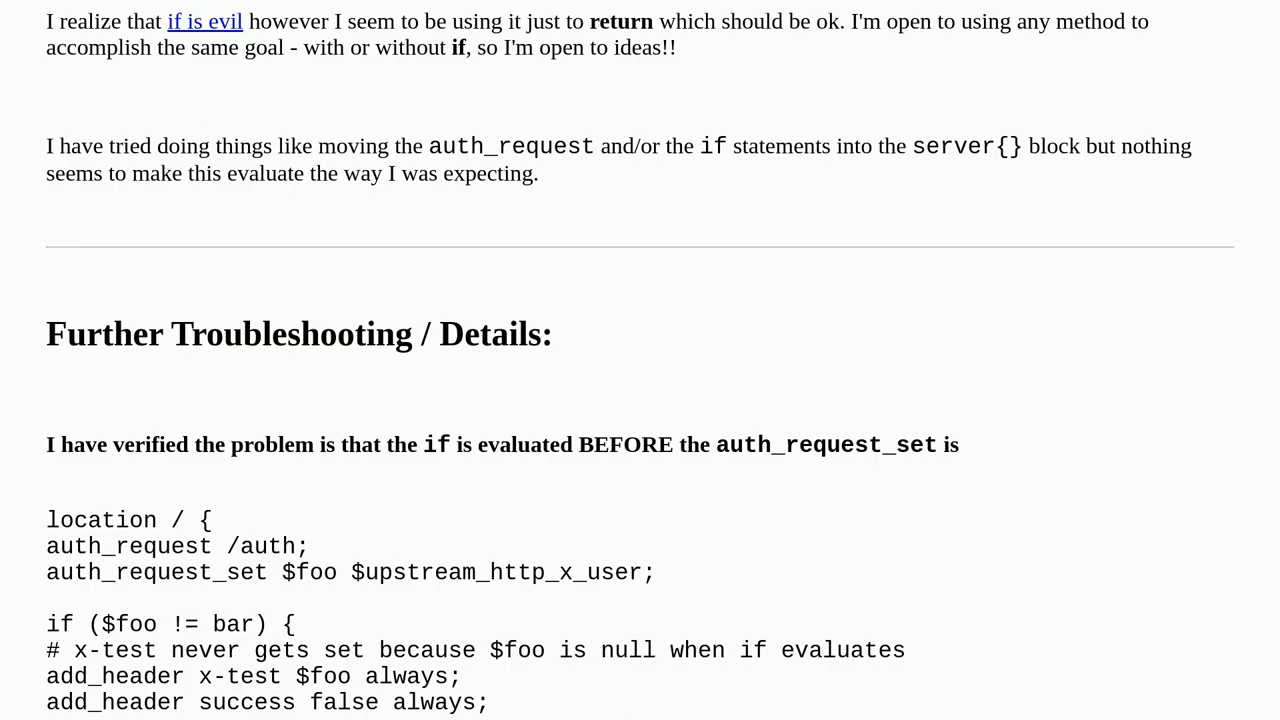 I realize that if is evil however I seem to be using it just to return which should be ok. I'm open to using any method to
accomplish the same goal - with or without if, so I'm open to ideas!!
I have tried doing things like moving the auth_request and/or the if statements into the server{} block but nothing
seems to make this evaluate the way I was expecting.
Further Troubleshooting / Details:
I have verified the problem is that the if is evaluated BEFORE the auth_request_set is
location / {
auth_request /auth;
auth_request_set $foo $upstream_http_x_user;
if ($foo != bar) {
# x-test never gets set because $foo is null when if evaluates
add_header x-test $foo always;
add_header success false always;